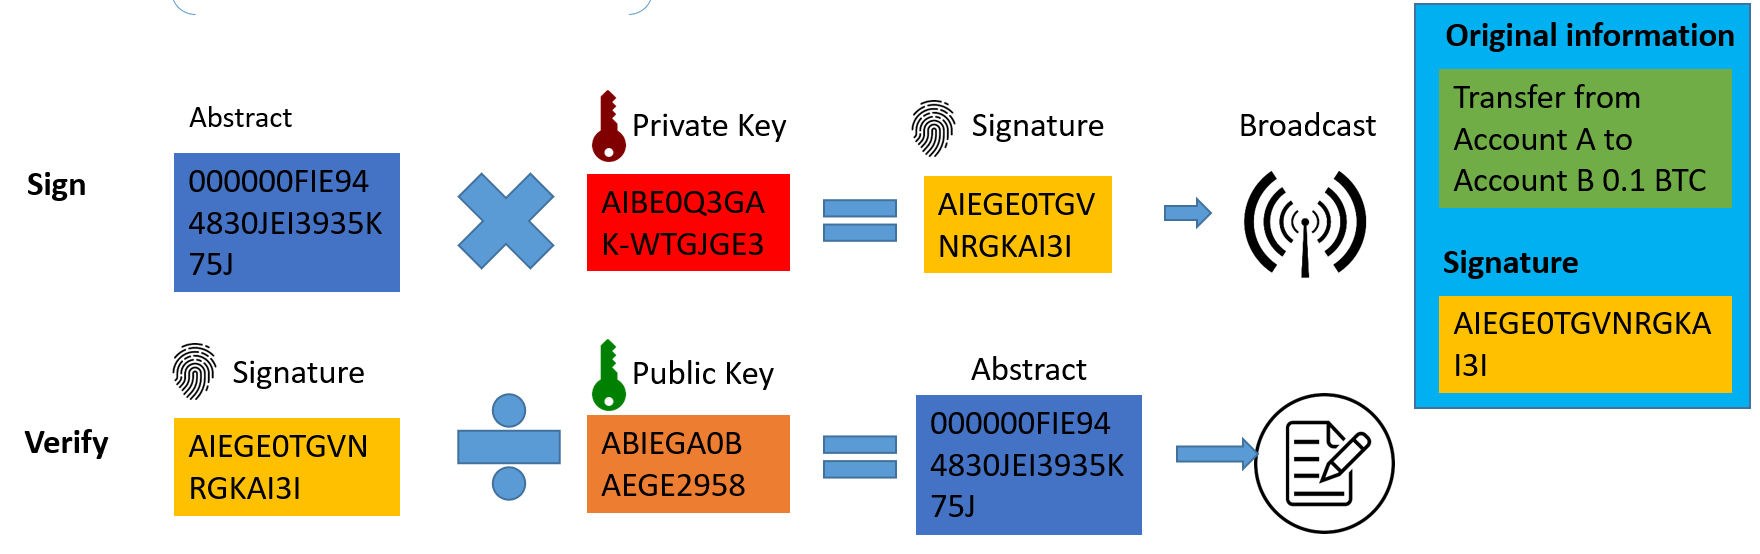 Original information
Transfer from
Account A to
Account B 0.1 BTC
Signature
AIEGE0TGVNRGKA
I3I
Sign
Abstract
000000FIE94
4830JEI3935K
75J
Private Key
AIBE0Q3GA
K-WTGJGE3
Signature
AIEGE0TGV
NRGKAI3I
Broadcast
Verify
Signature
AIEGE0TGVN
RGKAI3I
Public Key
ABIEGA0B
AEGE2958
Abstract
000000FIE94
4830JEI3935K
75J